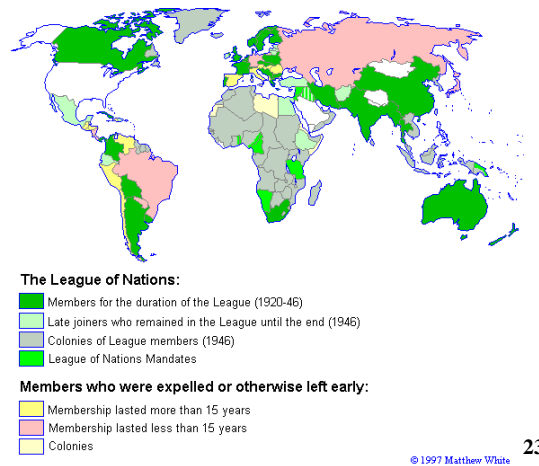 The League of Nations:
Members for the duration of the League (1920-46)
Late joiners who remained in the League until the end (1946)
Colonies of League members (1946)
League of Nations Mandates
Members who were expelled or otherwise left early:
Membership lasted more than 15 years
Membership lasted less than 15 years
Colonies
© 1997 Matthew White